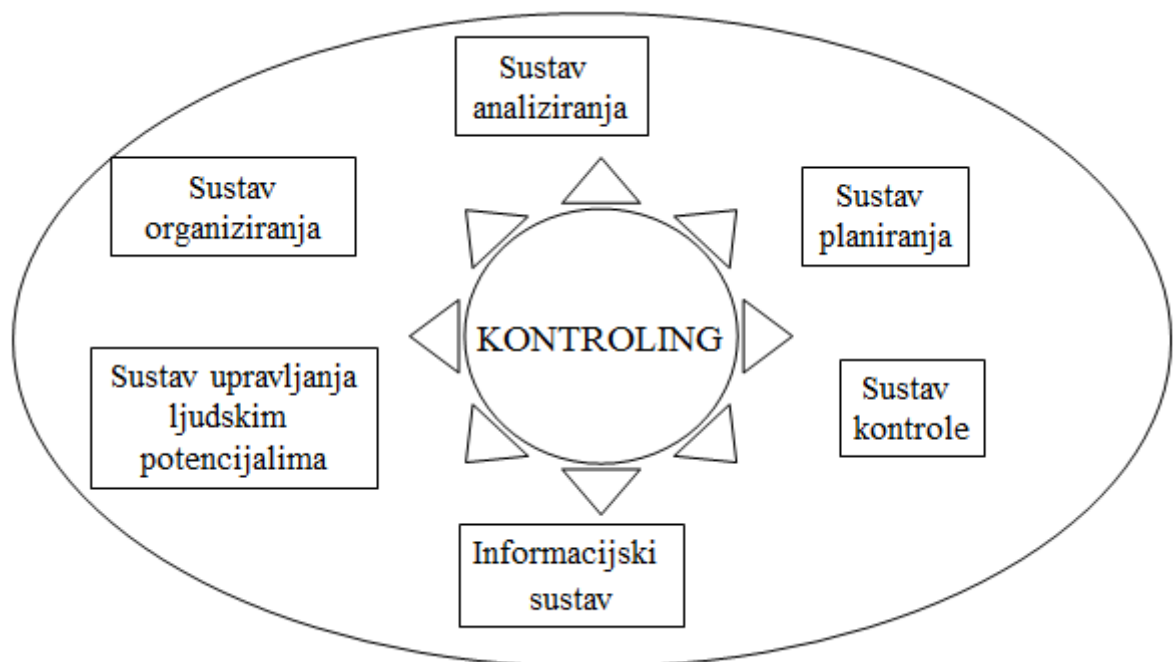 Sustav
analiziranja
Sustav
organiziranja
Sustav
planiranja
KONTROLING
Sustav upravljanja
ljudskim
potencijalima
Sustav
kontrole
Informacijski
sustav